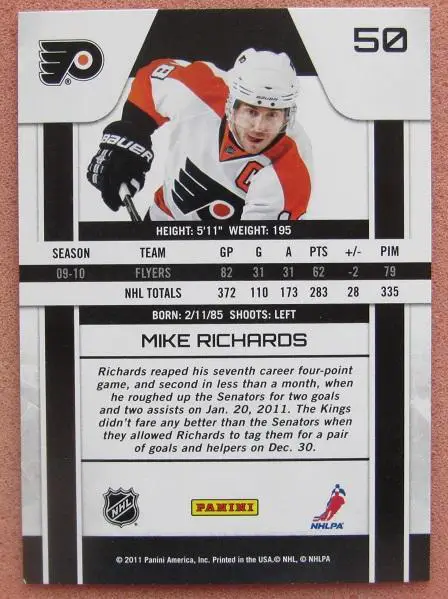 50
BAUER
C
HEIGHT: 5'11" WEIGHT: 195
SEASON TEAM GP G A PTS +/- PIM
09-10 FLYERS 82 31 31 62 -2 79
NHL TOTALS 372 110 173 283 28 335
BORN: 2/11/85 SHOOTS: LEFT
MIKE RICHARDS
Richards reaped his seventh career four-point
game, and second in less than a month, when
he roughed up the Senators for two goals
and two assists on Jan. 20, 2011. The Kings
didn't fare any better than the Senators when
they allowed Richards to tag them for a pair
of goals and helpers on Dec. 30.
NHL
PANINI
NHLPA
© 2011 Panini America, Inc. Printed in the USA.© NHL, © NHLPA